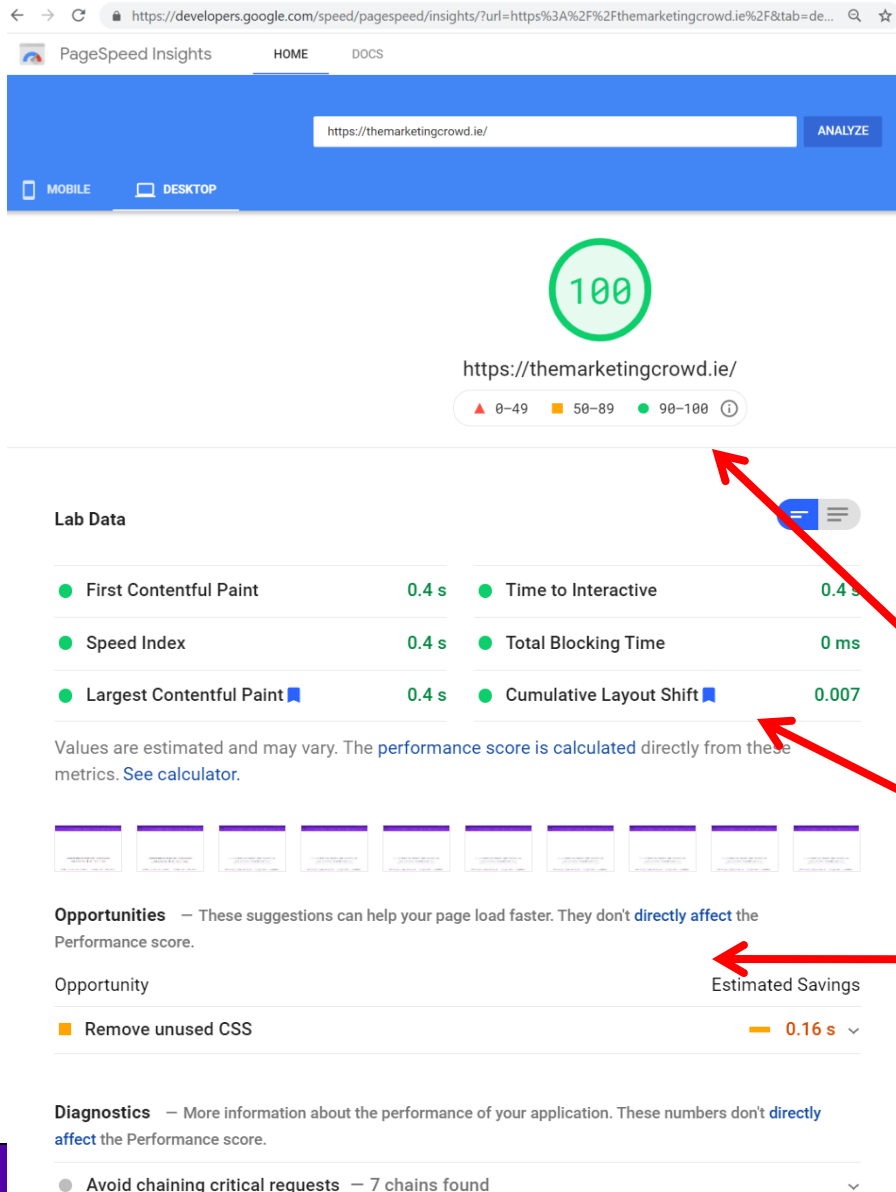 https://developers.google.com/speed/pagespeed/insights/?url=https%3A%2F%2Fthemarketingcrowd.ie%2F&tab=de...
PageSpeed Insights HOME DOCS
https://themarketingcrowd.ie/ ANALYZE
MOBILE DESKTOP
100
https://themarketingcrowd.ie/
0–49 50–89 90–100
Lab Data
First Contentful Paint 0.4 s Time to Interactive 0.4 s
Speed Index 0.4 s Total Blocking Time 0 ms
Largest Contentful Paint 0.4 s Cumulative Layout Shift 0.007
Values are estimated and may vary. The performance score is calculated directly from these
metrics. See calculator.
Opportunities — These suggestions can help your page load faster. They don't directly affect the
Performance score.
Opportunity Estimated Savings
Remove unused CSS 0.16 s
Diagnostics — More information about the performance of your application. These numbers don't directly
affect the Performance score.
Avoid chaining critical requests — 7 chains found